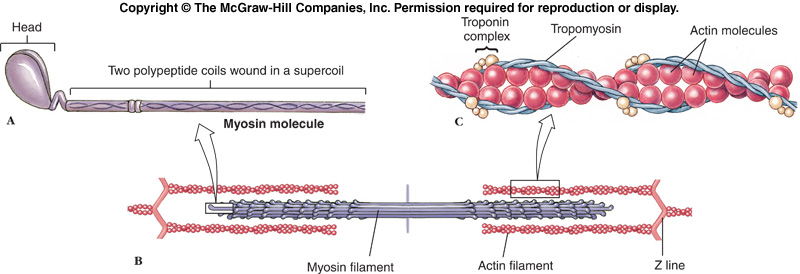 Copyright © The McGraw-Hill Companies, Inc. Permission required for reproduction or display.
Head
Two polypeptide coils wound in a supercoil
A
Myosin molecule
Troponin
complex
Tropomyosin
Actin molecules
C
B
Myosin filament
Actin filament
Z line